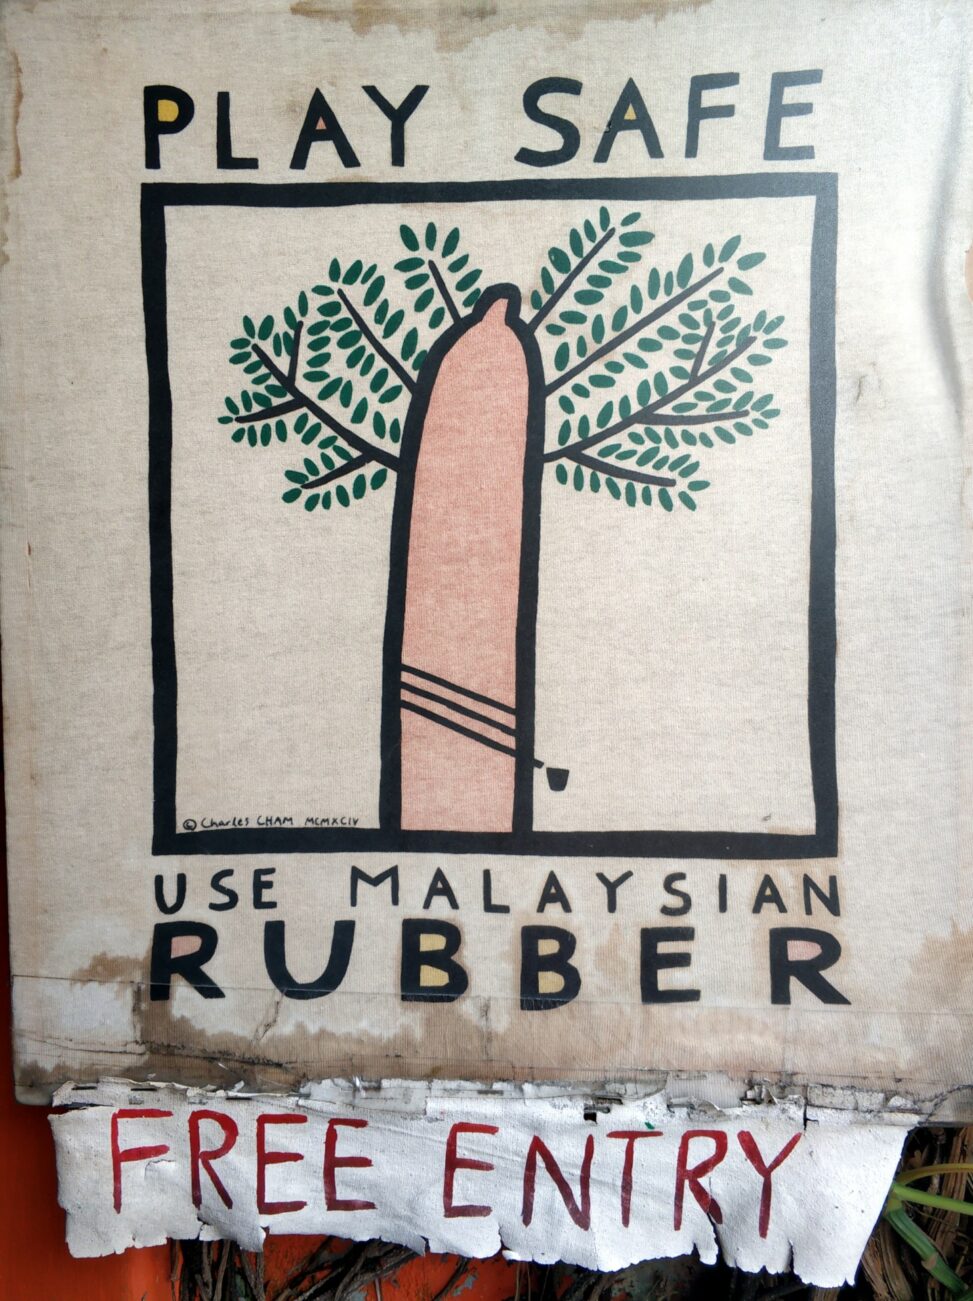 PLAY SAFE
© Charles CHAM MCMXCIV
USE MALAYSIAN
RUBBER
FREE ENTRY